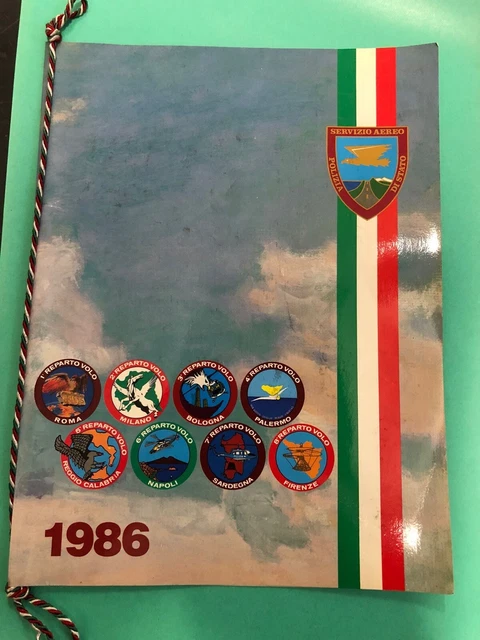 SERVIZIO AEREO
POLIZIA DI STATO
1 REPARTO VOLO
ROMA
2 REPARTO VOLO
MILANO
3 REPARTO VOLO
BOLOGNA
4 REPARTO VOLO
PALERMO
5 REPARTO VOLO
REGGIO CALABRIA
6 REPARTO VOLO
NAPOLI
7 REPARTO VOLO
SARDEGNA
8 REPARTO VOLO
FIRENZE
1986